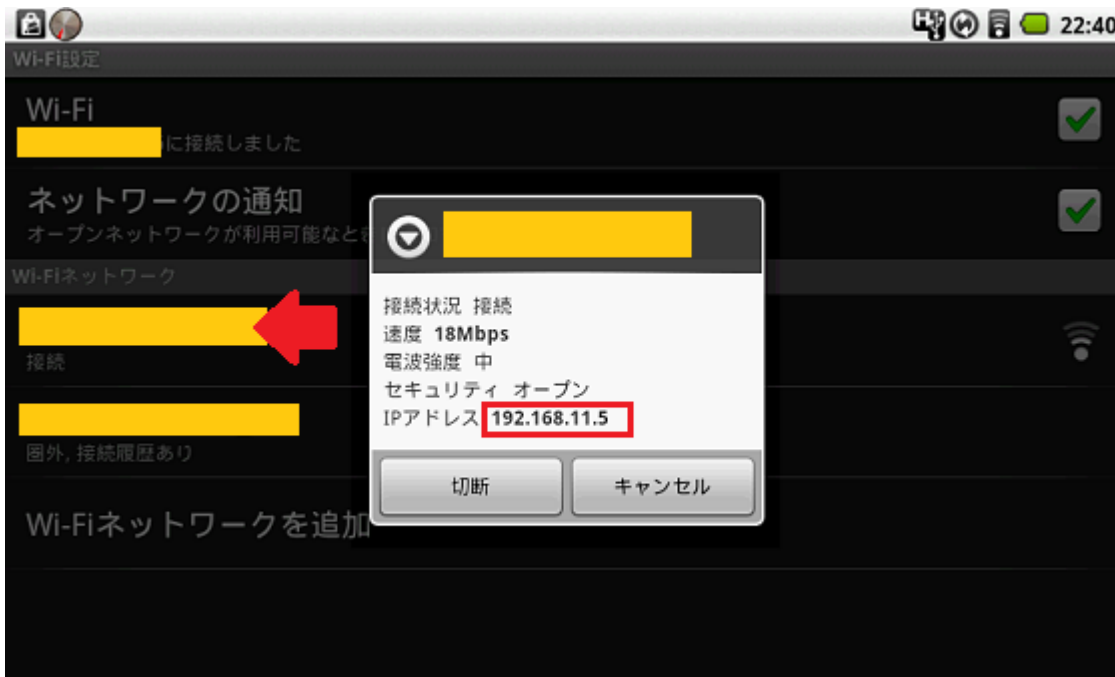 22:40
Wi-Fi設定
Wi-Fi
に接続しました
ネットワークの通知
オープンネットワークが利用可能なとき
Wi-Fiネットワーク
接続
圏外, 接続履歴あり
Wi-Fiネットワークを追加
接続状況 接続
速度 18Mbps
電波強度 中
セキュリティ オープン
IPアドレス 192.168.11.5
切断 キャンセル